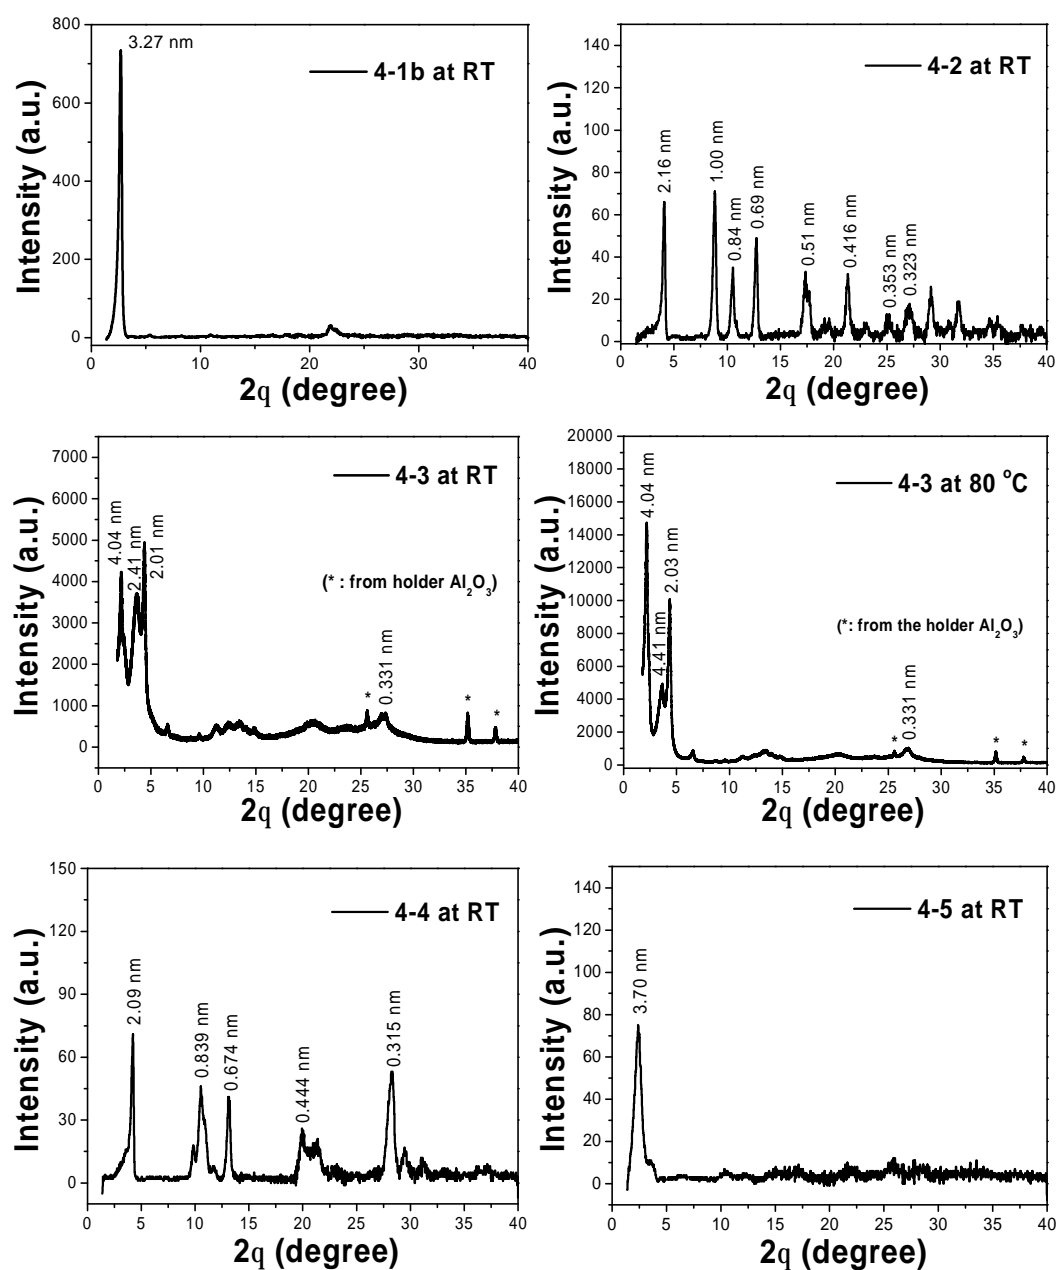 800
600
400
200
0
Intensity (a.u.)
3.27 nm
4-1b at RT
0 10 20 30 40
2q (degree)
140
120
100
80
60
40
20
0
Intensity (a.u.)
4-2 at RT
2.16 nm
1.00 nm
0.84 nm
0.69 nm
0.51 nm
0.416 nm
0.353 nm
0.323 nm
0 5 10 15 20 25 30 35 40
2q (degree)
7000
6000
5000
4000
3000
2000
1000
0
Intensity (a.u.)
4-3 at RT
4.04 nm
2.41 nm
2.01 nm
(* : from holder Al₂O₃)
*
0.331 nm
*
*
0 5 10 15 20 25 30 35 40
2q (degree)
20000
18000
16000
14000
12000
10000
8000
6000
4000
2000
0
Intensity (a.u.)
4-3 at 80 °C
4.04 nm
4.41 nm
2.03 nm
(*: from the holder Al₂O₃)
*
0.331 nm
*
*
0 5 10 15 20 25 30 35 40
2q (degree)
150
120
90
60
30
0
Intensity (a.u.)
4-4 at RT
2.09 nm
0.839 nm
0.674 nm
0.444 nm
0.315 nm
0 5 10 15 20 25 30 35 40
2q (degree)
140
120
100
80
60
40
20
0
Intensity (a.u.)
4-5 at RT
3.70 nm
0 5 10 15 20 25 30 35 40
2q (degree)